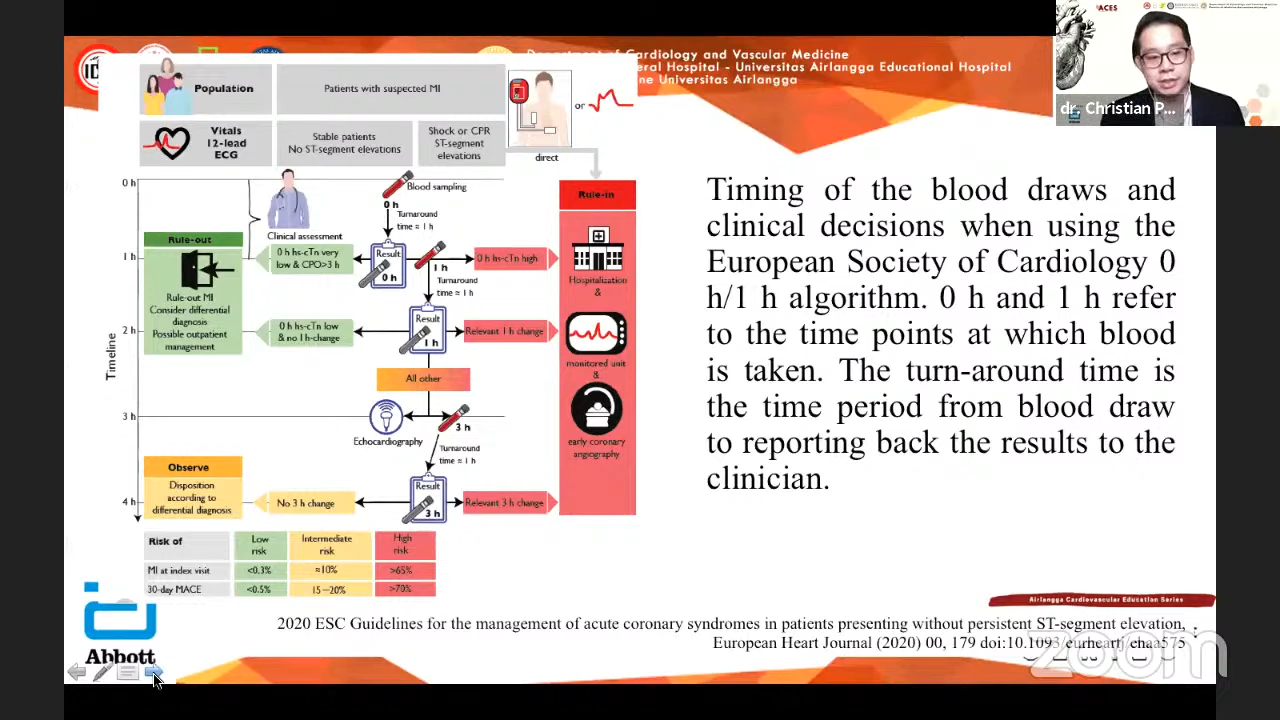 ACES
Department of Cardiology and Vascular Medicine
eral Hospital - Universitas Airlangga Educational Hospital
ne Universitas Airlangga
dr. Christian P...
Population
Patients with suspected MI
or
Vitals
12-lead
ECG
Stable patients
No ST-segment elevations
Shock or CPR
ST-segment
elevations
direct
0 h
Blood sampling
0 h
Turnaround
time ≈ 1 h
Clinical assessment
Rule-in
Rule-out
1 h
0 h hs-cTn very
low & CPO>3 h
Result
0 h
1 h
0 h hs-cTn high
Turnaround
time ≈ 1 h
Hospitalization
&
Rule-out MI
Consider differential
diagnosis
Possible outpatient
management
Timeline
2 h
0 h hs-cTn low
& no 1h-change
Result
1 h
Relevant 1h change
monitored unit
&
All other
3 h
Echocardiography
3 h
Turnaround
time ≈ 1 h
early coronary
angiography
Observe
Disposition
according to
differential diagnosis
4 h
No 3 h change
Result
3 h
Relevant 3 h change
Risk of
Low
risk
Intermediate
risk
High
risk
MI at index visit
<0.3%
≈10%
>65%
30-day MACE
<0.5%
15–20%
>70%
Timing of the blood draws and
clinical decisions when using the
European Society of Cardiology 0
h/1 h algorithm. 0 h and 1 h refer
to the time points at which blood
is taken. The turn-around time is
the time period from blood draw
to reporting back the results to the
clinician.
Airlangga Cardiovascular Education Series
2020 ESC Guidelines for the management of acute coronary syndromes in patients presenting without persistent ST-segment elevation,
European Heart Journal (2020) 00, 179 doi:10.1093/eurheartj/ehaa575
Abbott
zoom